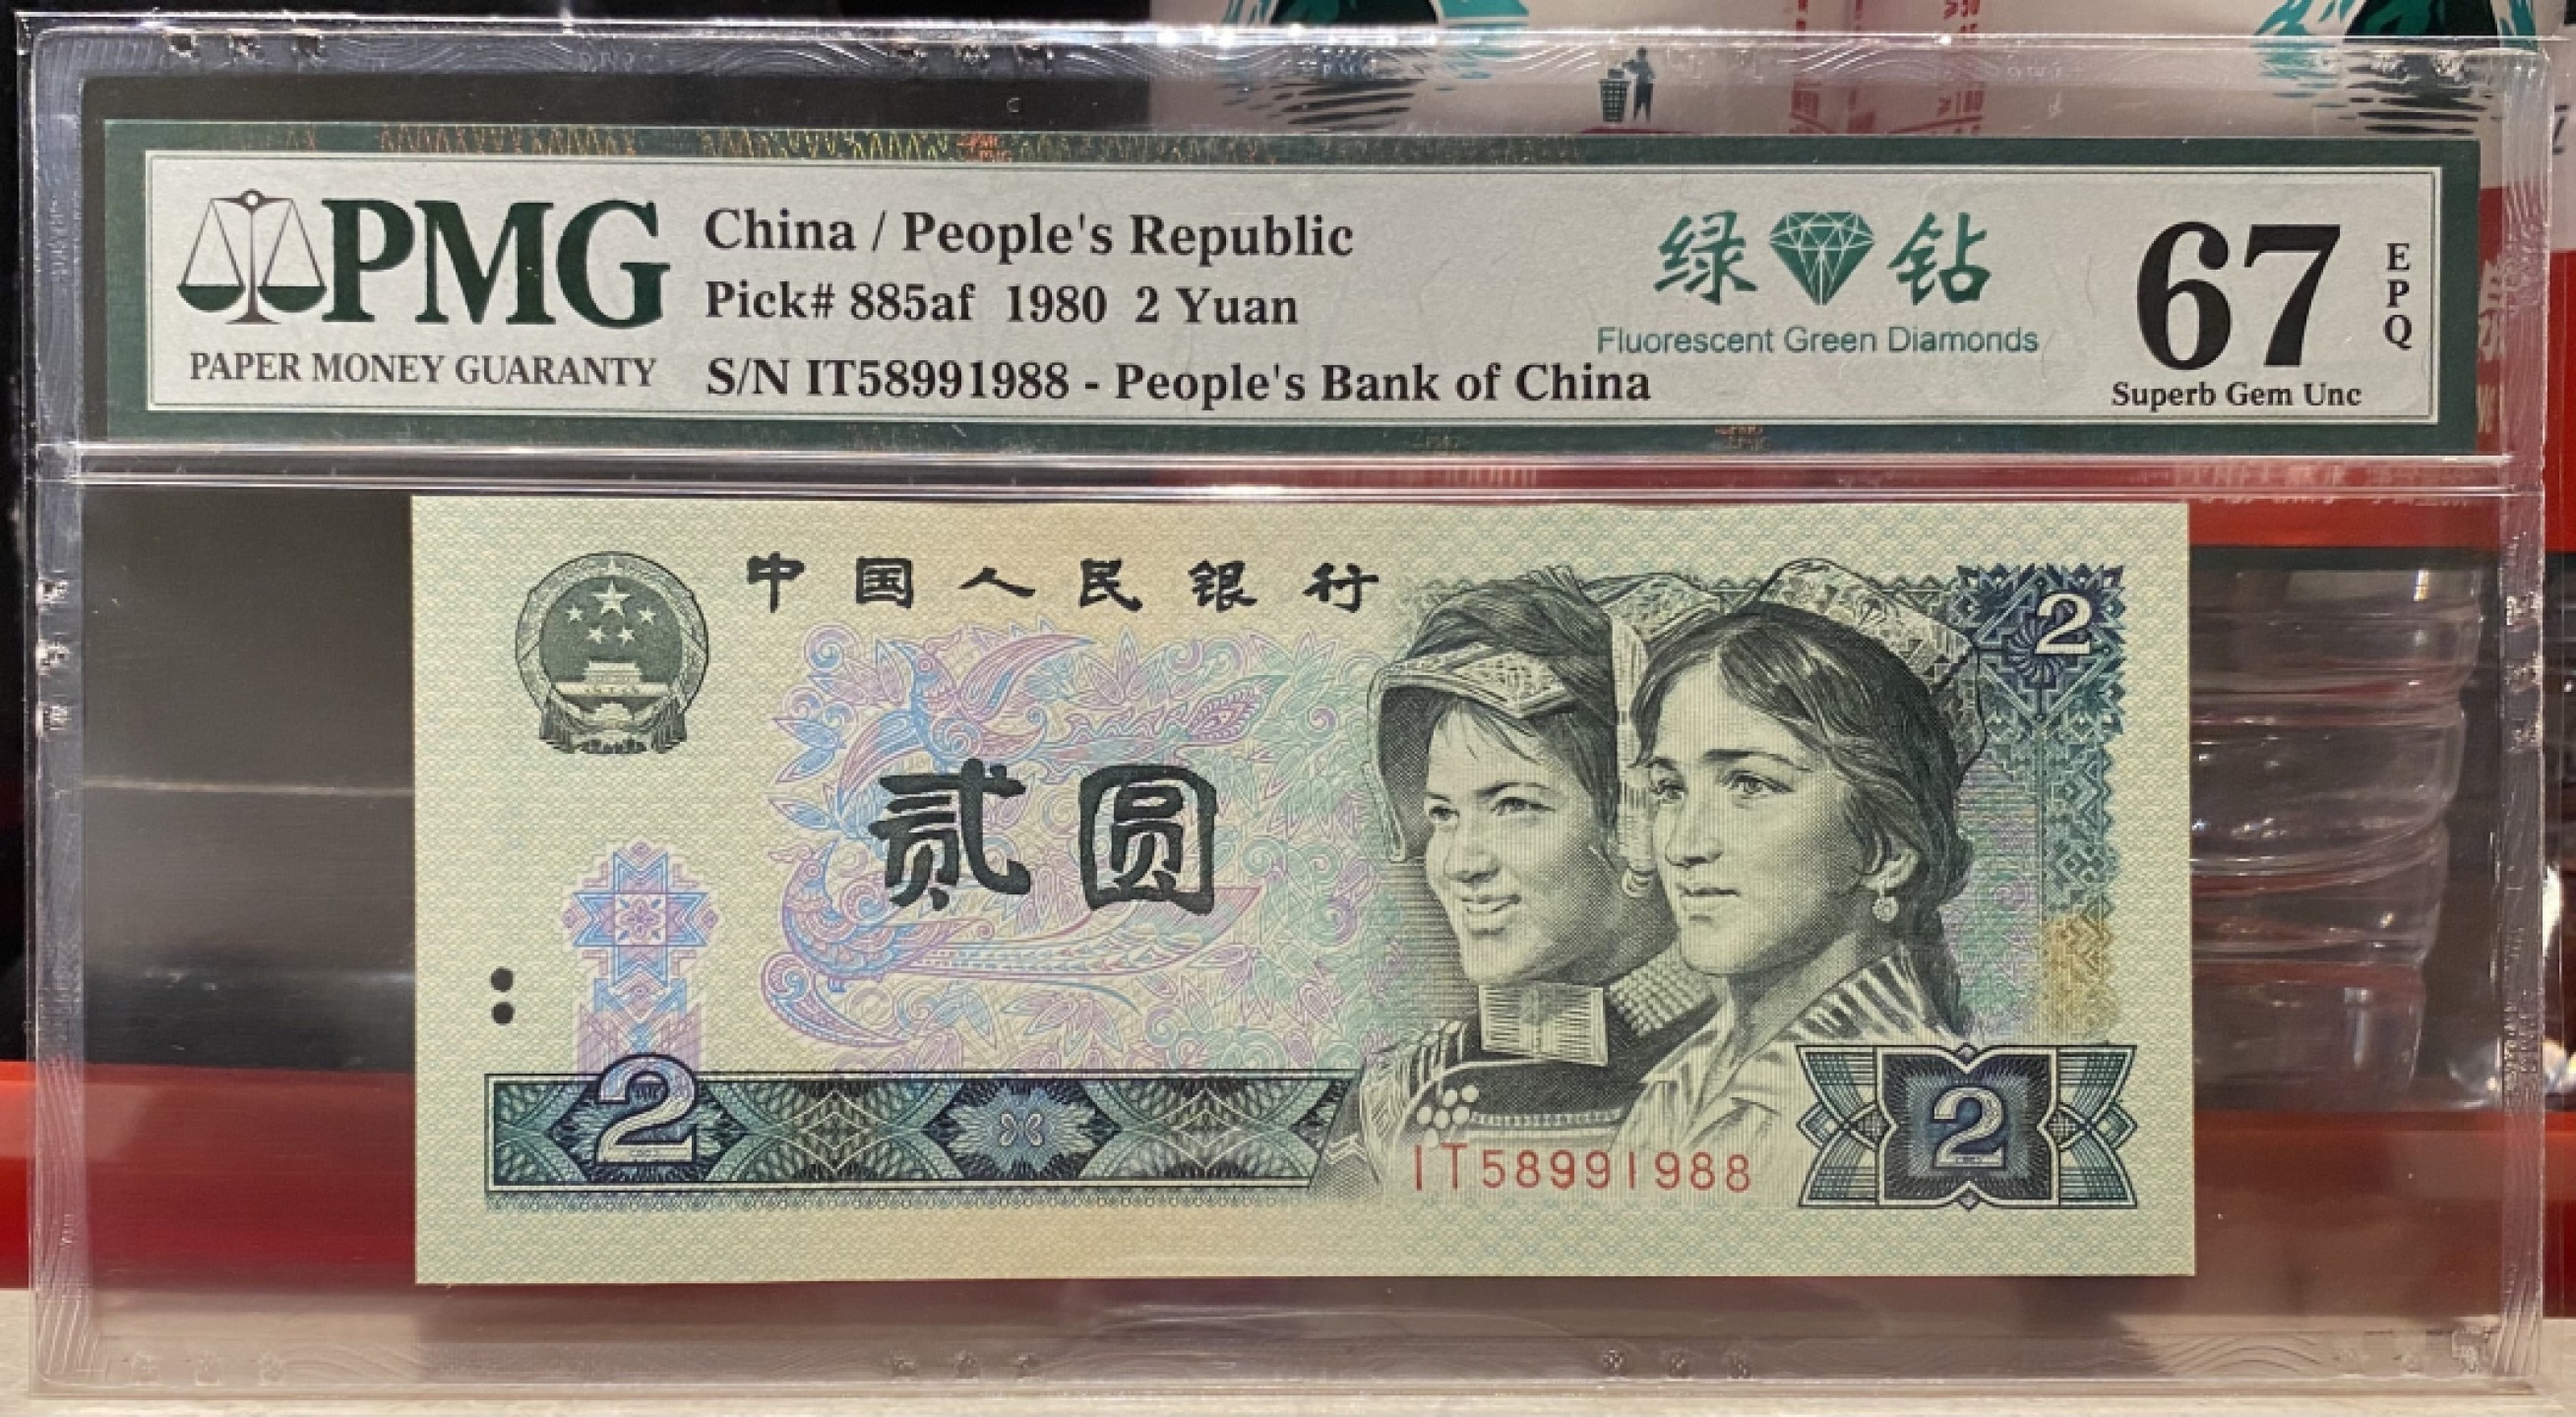 PMG
PAPER MONEY GUARANTY
China / People's Republic
Pick# 885af 1980 2 Yuan
S/N IT58991988 - People's Bank of China
绿 钻
Fluorescent Green Diamonds
67
EPQ
Superb Gem Unc
中国人民银行
2
贰圆
2
IT58991988
2